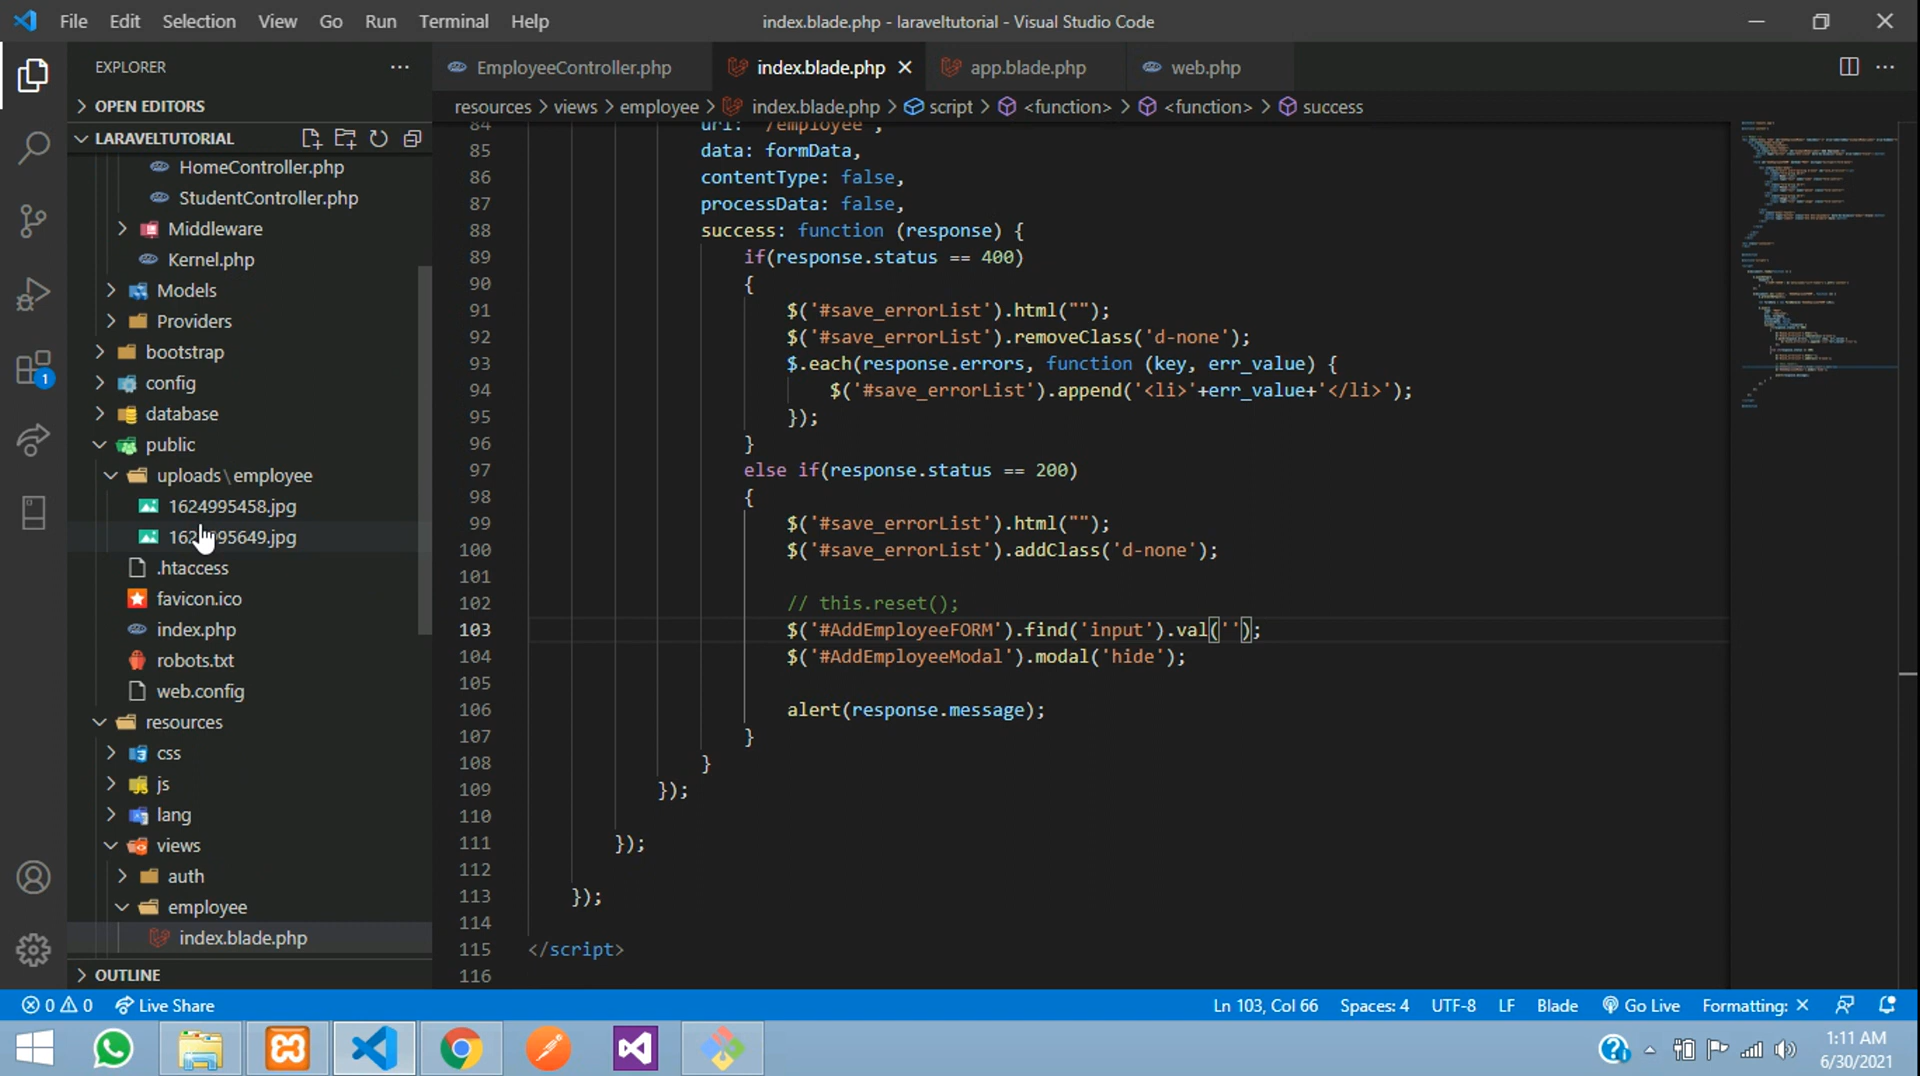 File Edit Selection View Go Run Terminal Help
index.blade.php - laraveltutorial - Visual Studio Code
EXPLORER
OPEN EDITORS
LARAVELTUTORIAL
HomeController.php
StudentController.php
Middleware
Kernel.php
Models
Providers
bootstrap
config
database
public
uploads\employee
1624995458.jpg
95649.jpg
.htaccess
favicon.ico
index.php
robots.txt
web.config
resources
css
js
lang
views
auth
employee
index.blade.php
OUTLINE
1
EmployeeController.php index.blade.php app.blade.php web.php
resources > views > employee > index.blade.php > script > <function> > <function> > success
84 url: "/employee",
85 data: formData,
86 contentType: false,
87 processData: false,
88 success: function (response) {
89 if(response.status == 400)
90 {
91 $('#save_errorList').html("");
92 $('#save_errorList').removeClass('d-none');
93 $.each(response.errors, function (key, err_value) {
94 $('#save_errorList').append('<li>'+err_value+'</li>');
95 });
96 }
97 else if(response.status == 200)
98 {
99 $('#save_errorList').html("");
100 $('#save_errorList').addClass('d-none');
101
102 // this.reset();
103 $('#AddEmployeeFORM').find('input').val('');
104 $('#AddEmployeeModal').modal('hide');
105
106 alert(response.message);
107 }
108 }
109 });
110
111 });
112
113 });
114
115 </script>
116
0 0 Live Share
Ln 103, Col 66 Spaces: 4 UTF-8 LF Blade Go Live Formatting: ×
1:11 AM
6/30/2021